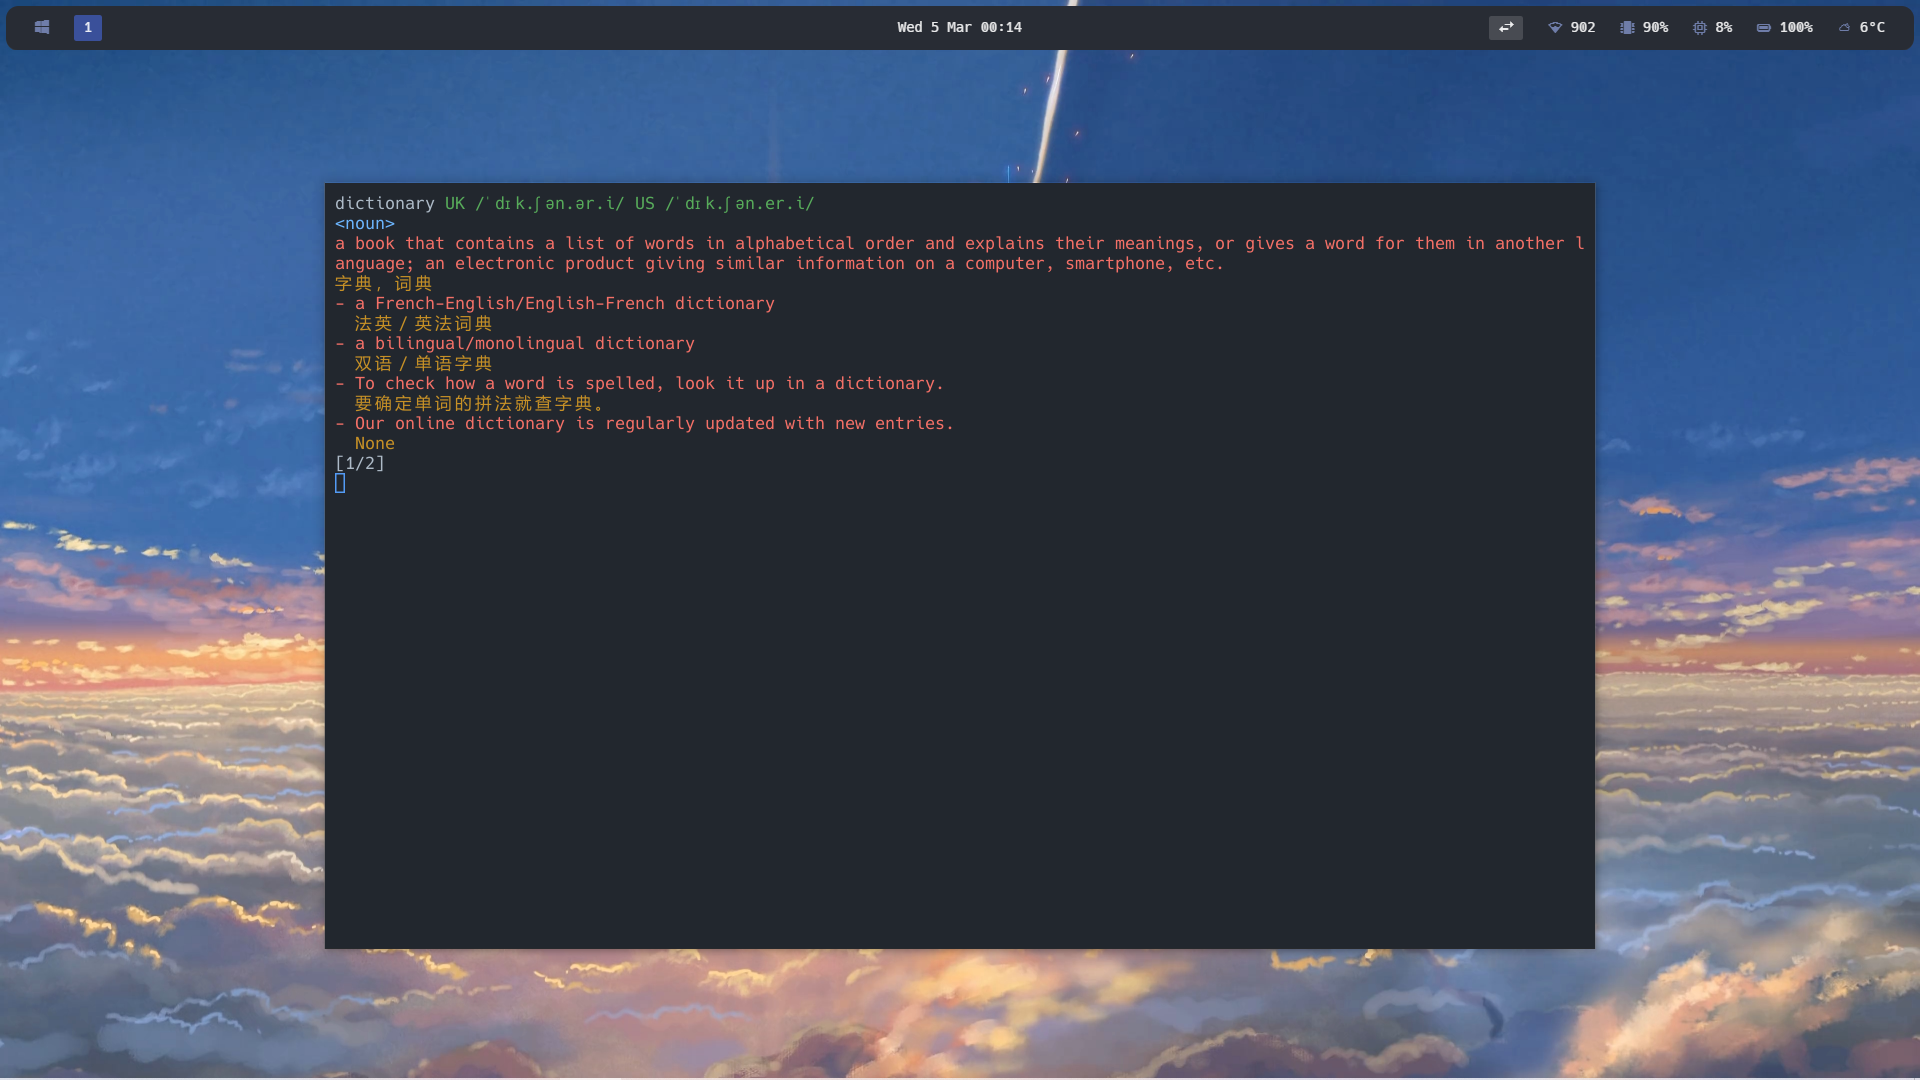 1
Wed 5 Mar 00:14
902
90%
8%
100%
6°C
dictionary UK /ˈdɪk.ʃən.ər.i/ US /ˈdɪk.ʃən.er.i/
<noun>
a book that contains a list of words in alphabetical order and explains their meanings, or gives a word for them in another l
anguage; an electronic product giving similar information on a computer, smartphone, etc.
字典，词典
- a French-English/English-French dictionary
法英／英法词典
- a bilingual/monolingual dictionary
双语／单语字典
- To check how a word is spelled, look it up in a dictionary.
要确定单词的拼法就查字典。
- Our online dictionary is regularly updated with new entries.
None
[1/2]